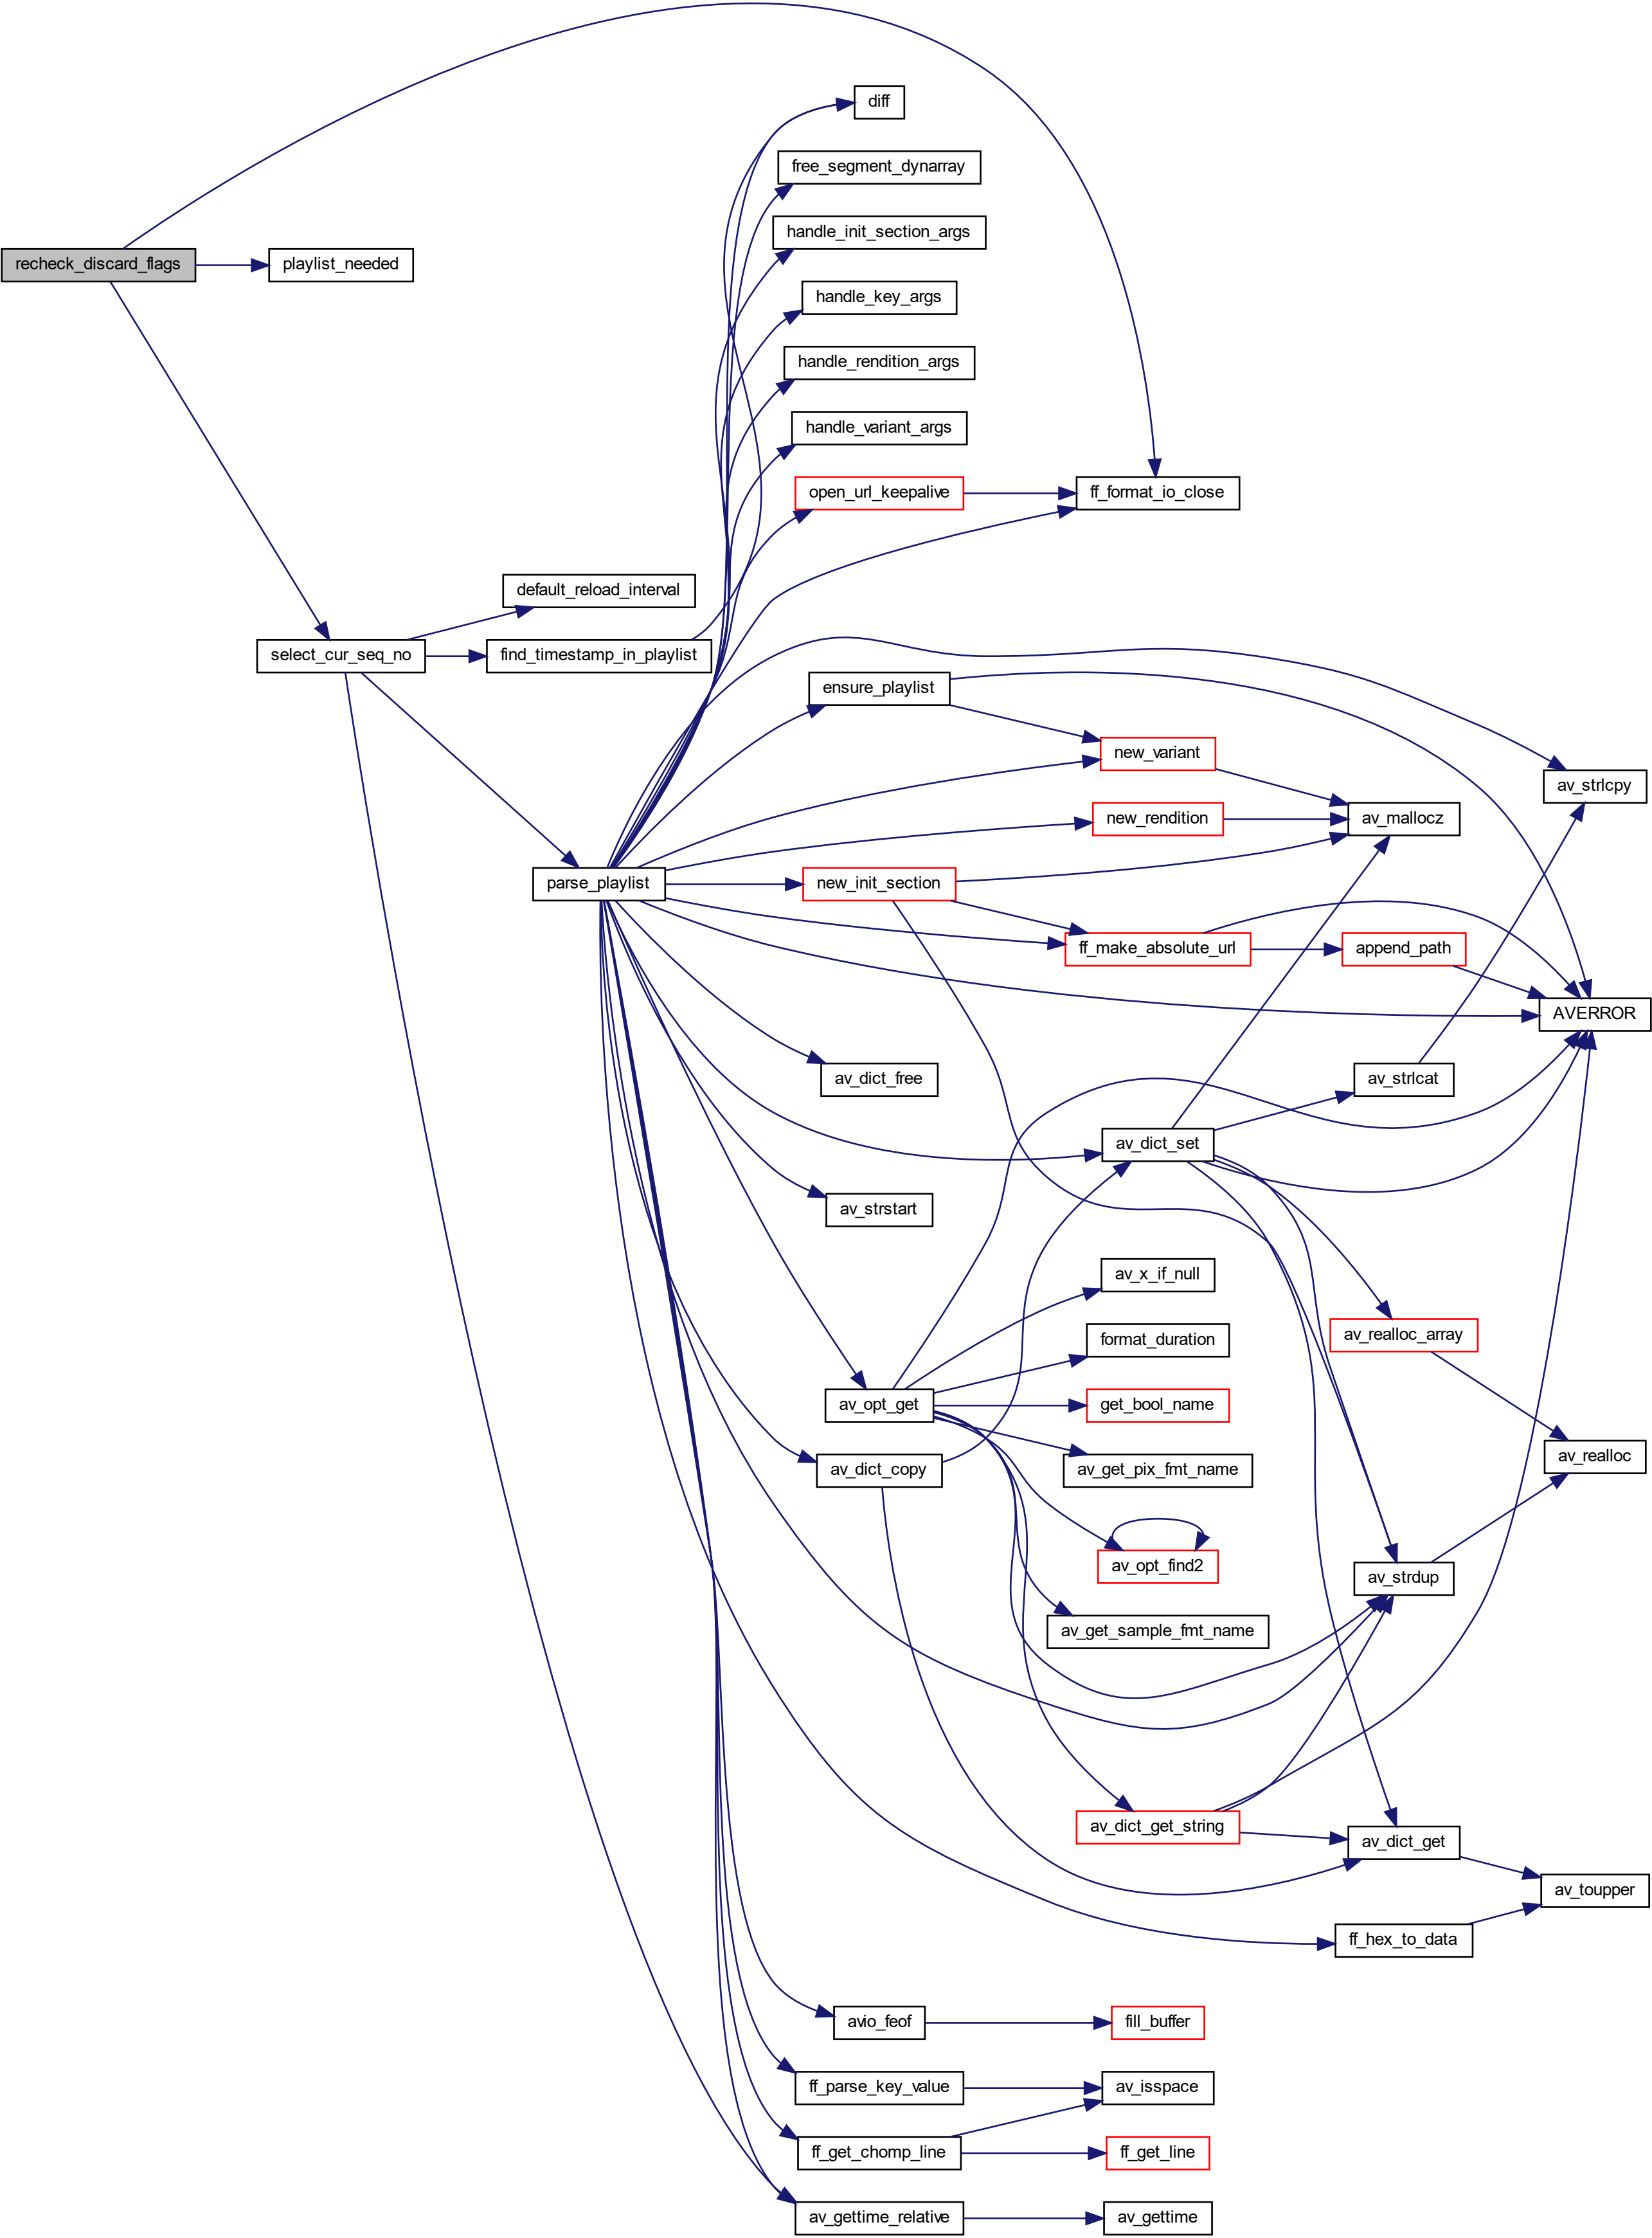 diff
free_segment_dynarray
handle_init_section_args
recheck_discard_flags
playlist_needed
handle_key_args
handle_rendition_args
handle_variant_args
open_url_keepalive
ff_format_io_close
default_reload_interval
select_cur_seq_no
find_timestamp_in_playlist
ensure_playlist
new_variant
av_strlcpy
new_rendition
av_mallocz
parse_playlist
new_init_section
ff_make_absolute_url
append_path
AVERROR
av_dict_free
av_strlcat
av_dict_set
av_strstart
av_x_if_null
format_duration
av_realloc_array
av_opt_get
get_bool_name
av_dict_copy
av_get_pix_fmt_name
av_realloc
av_opt_find2
av_strdup
av_get_sample_fmt_name
av_dict_get_string
av_dict_get
av_toupper
ff_hex_to_data
avio_feof
fill_buffer
ff_parse_key_value
av_isspace
ff_get_chomp_line
ff_get_line
av_gettime_relative
av_gettime